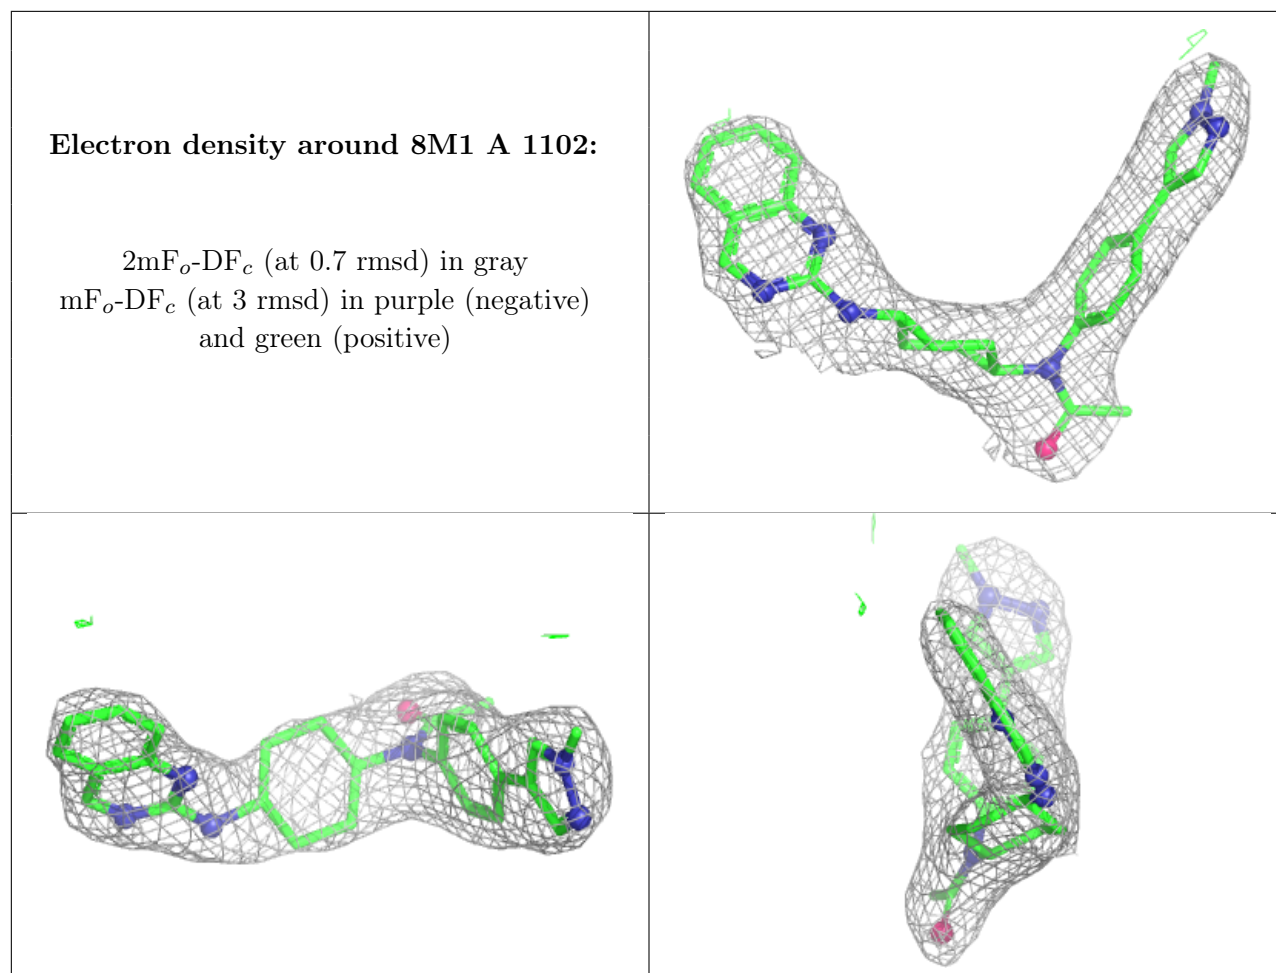 Electron density around 8M1 A 1102:
2mFo-DFc (at 0.7 rmsd) in gray
mFo-DFc (at 3 rmsd) in purple (negative)
and green (positive)